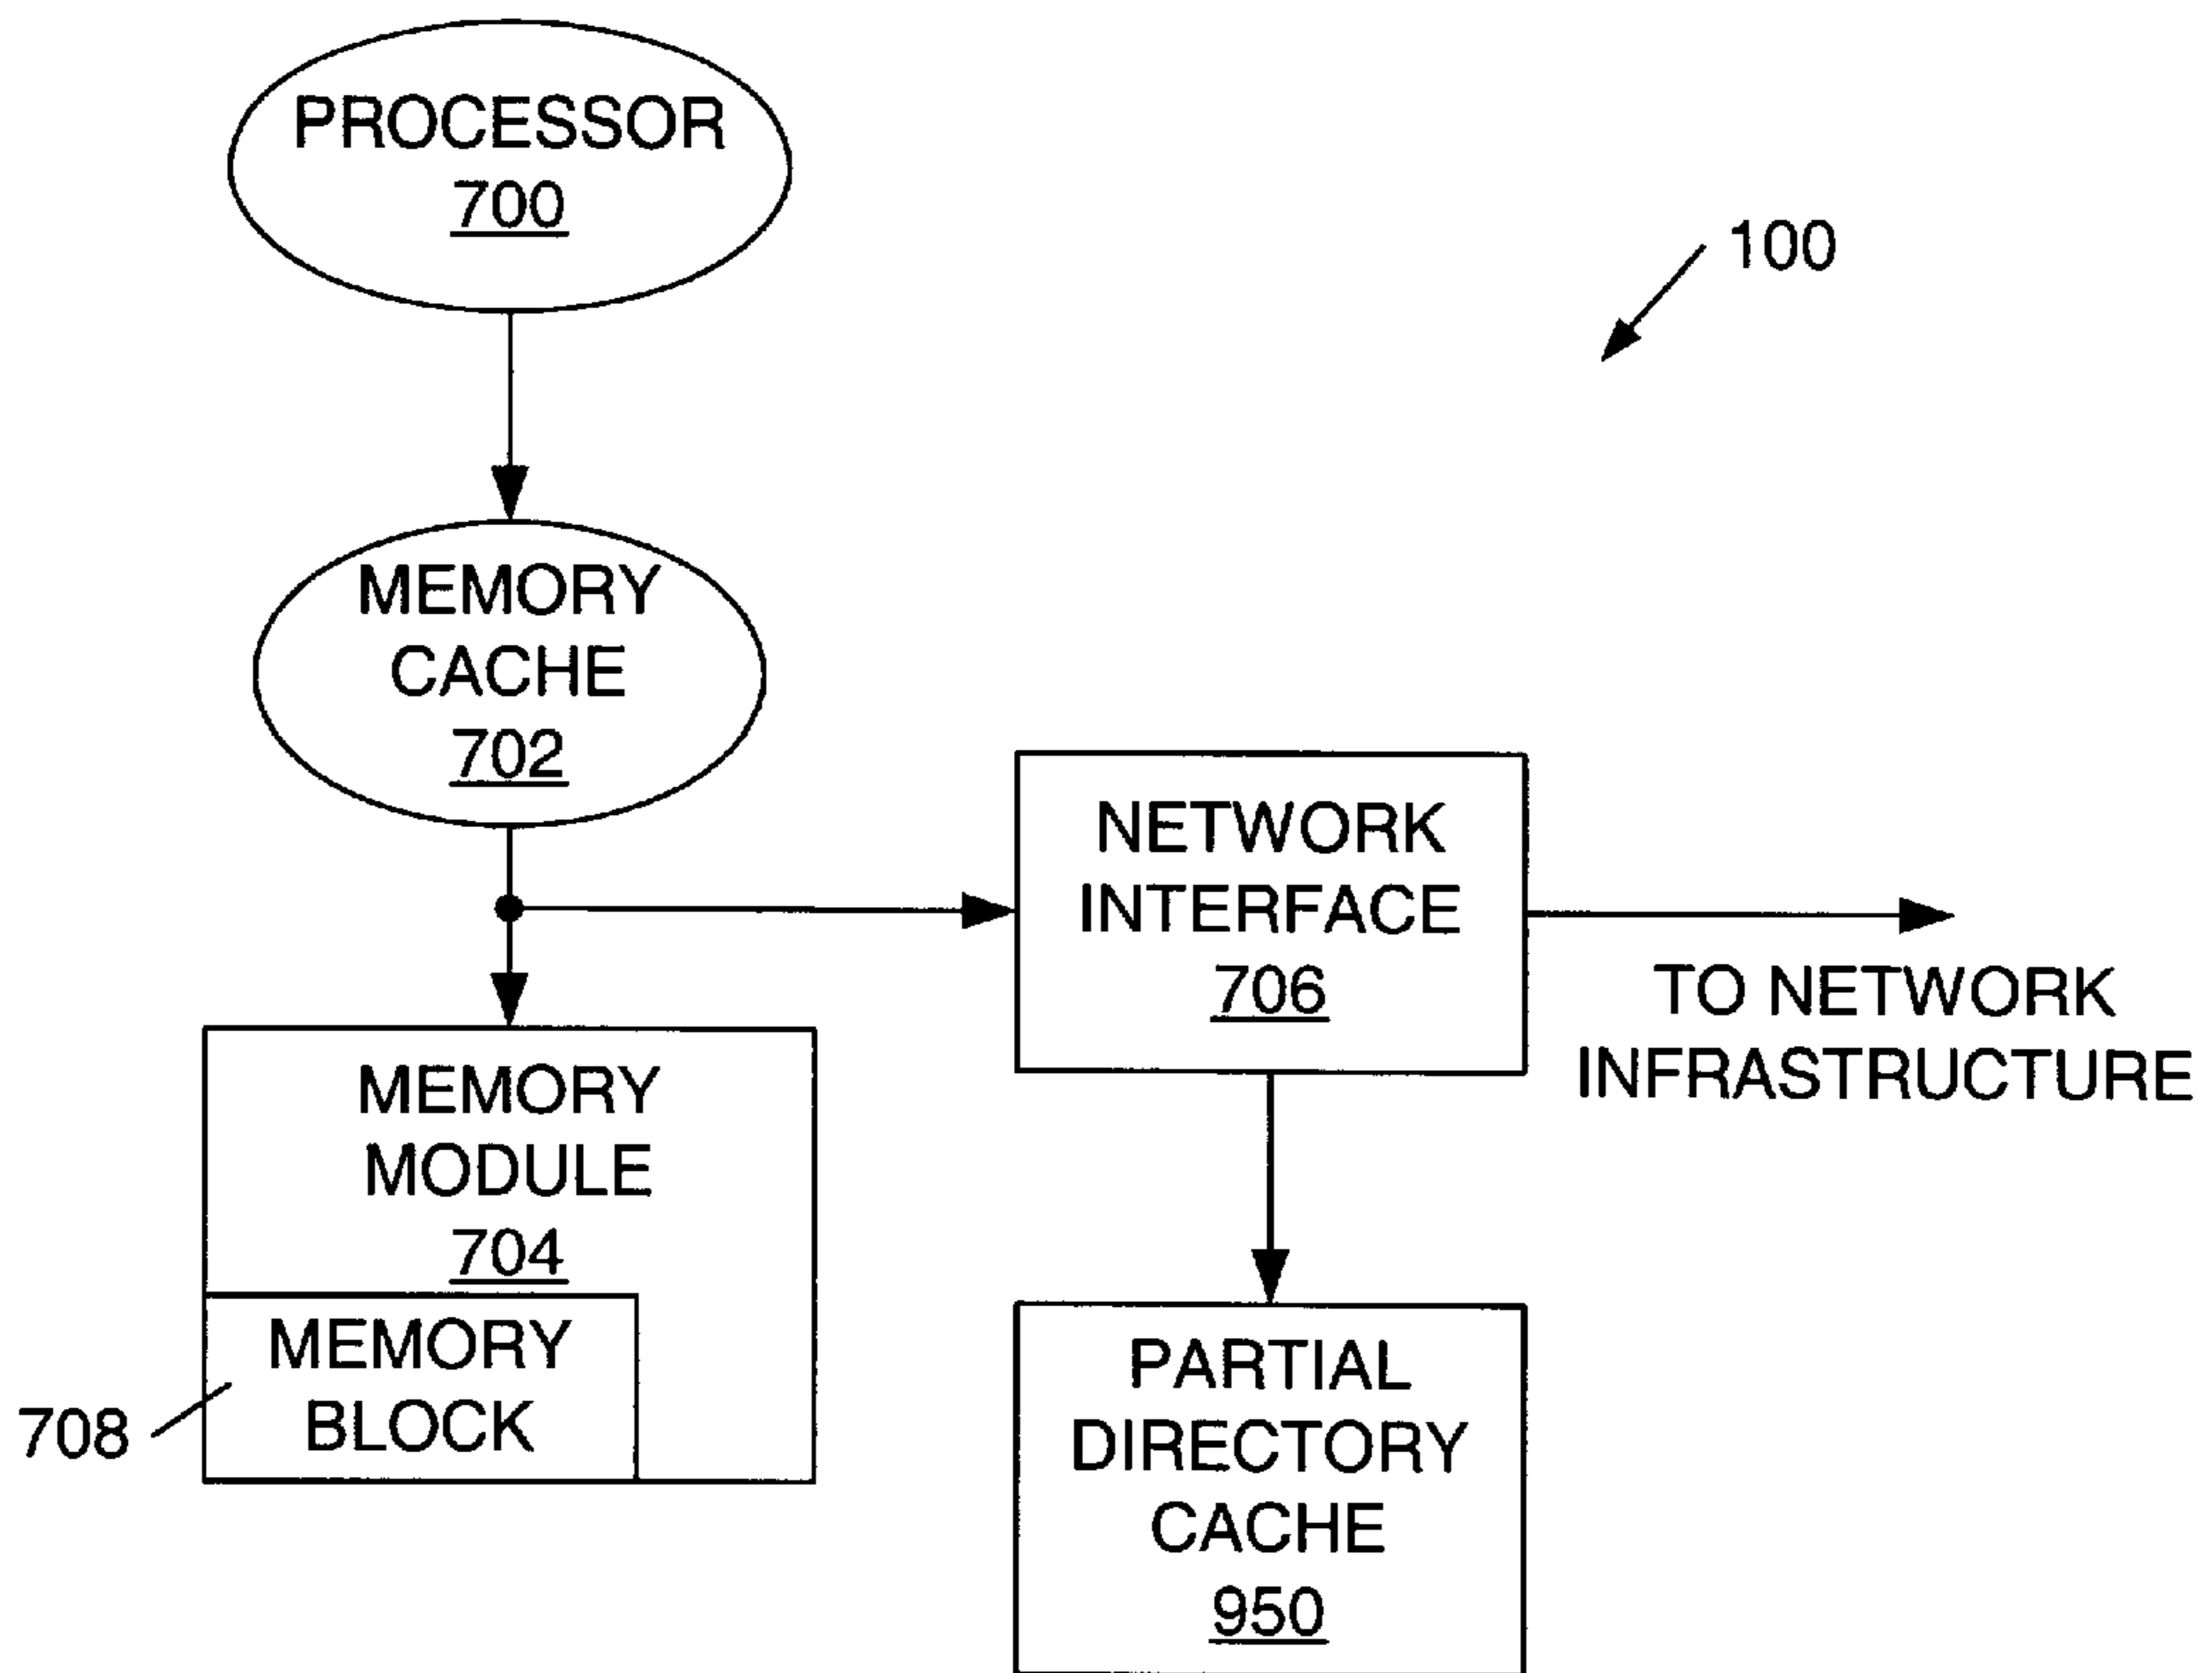 PROCESSOR
700
100
MEMORY
CACHE
702
NETWORK
INTERFACE
706
TO NETWORK
INFRASTRUCTURE
MEMORY
MODULE
704
MEMORY
BLOCK
708
PARTIAL
DIRECTORY
CACHE
950